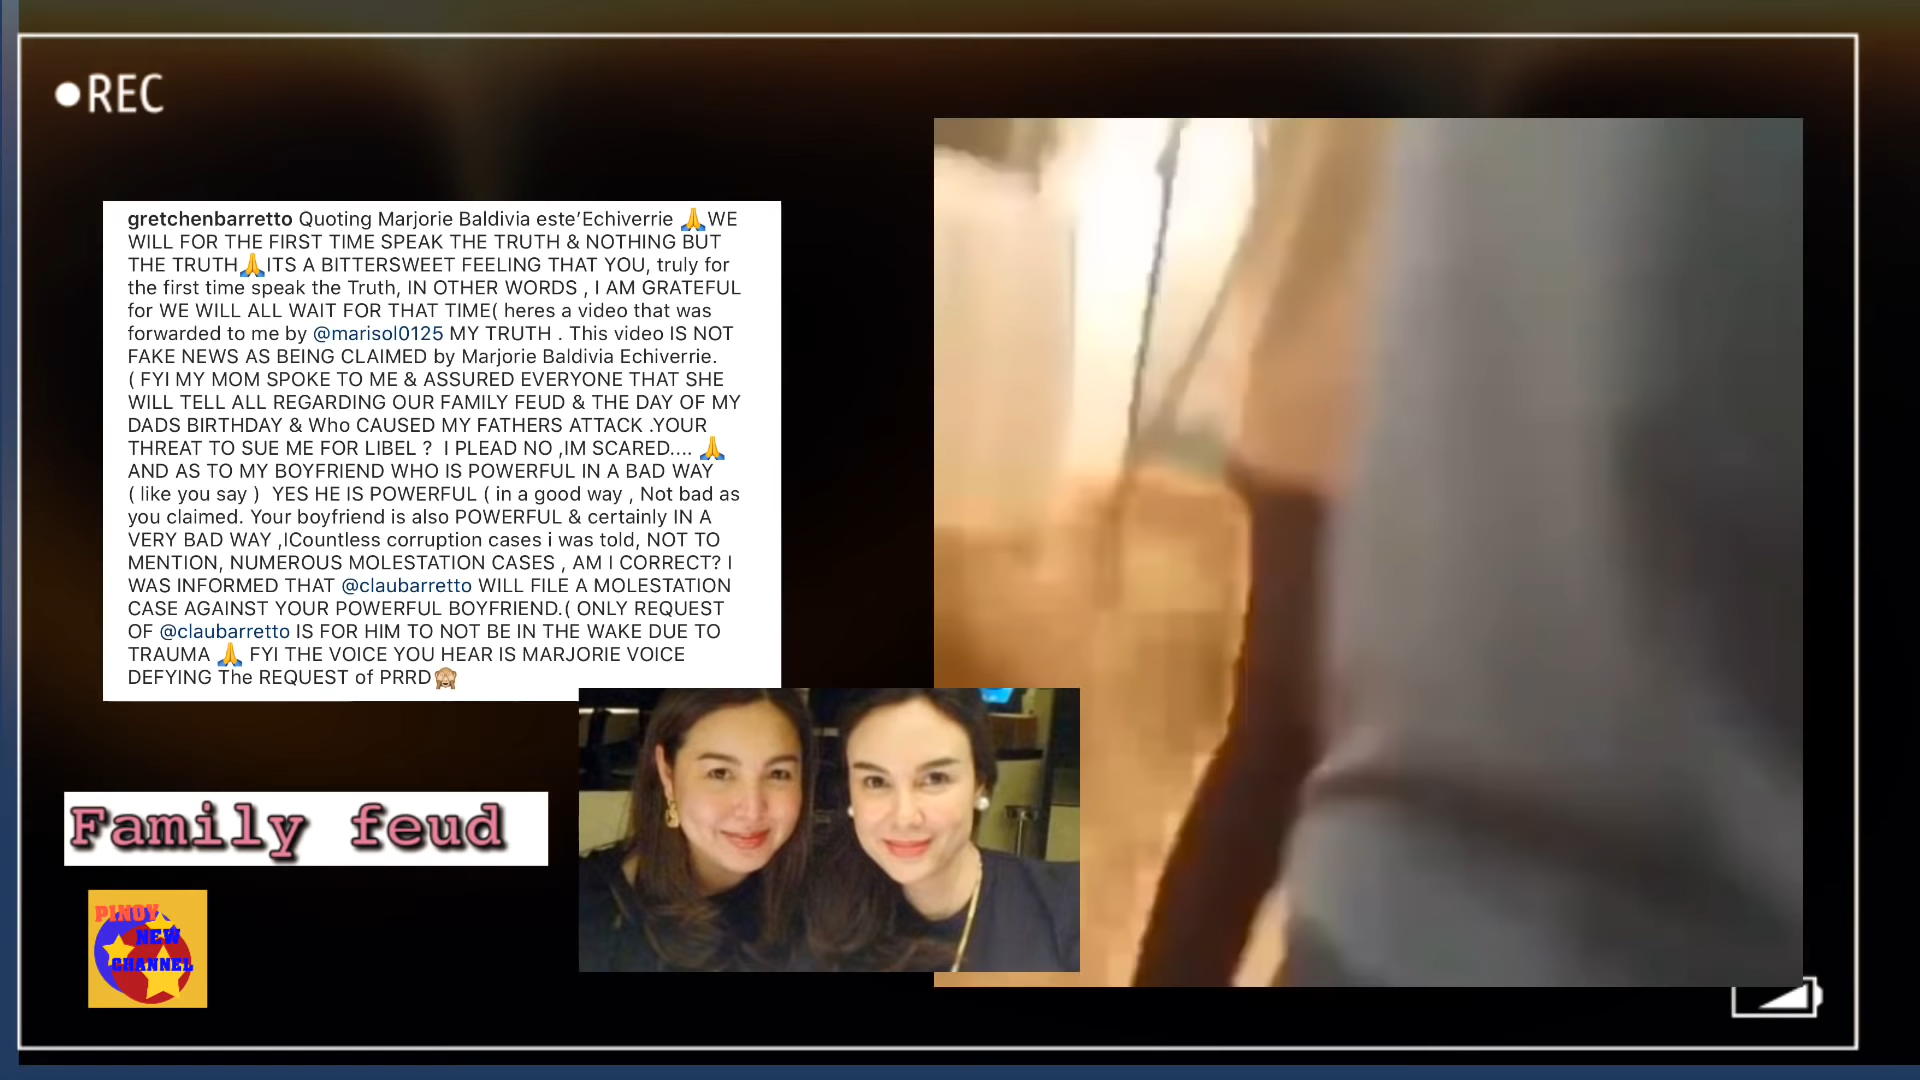 ●REC
gretchenbarretto Quoting Marjorie Baldivia este'Echiverrie 🙏WE
WILL FOR THE FIRST TIME SPEAK THE TRUTH & NOTHING BUT
THE TRUTH🙏ITS A BITTERSWEET FEELING THAT YOU, truly for
the first time speak the Truth, IN OTHER WORDS , I AM GRATEFUL
for WE WILL ALL WAIT FOR THAT TIME( heres a video that was
forwarded to me by @marisol0125 MY TRUTH . This video IS NOT
FAKE NEWS AS BEING CLAIMED by Marjorie Baldivia Echiverrie.
( FYI MY MOM SPOKE TO ME & ASSURED EVERYONE THAT SHE
WILL TELL ALL REGARDING OUR FAMILY FEUD & THE DAY OF MY
DADS BIRTHDAY & Who CAUSED MY FATHERS ATTACK .YOUR
THREAT TO SUE ME FOR LIBEL ? I PLEAD NO ,IM SCARED.... 🙏
AND AS TO MY BOYFRIEND WHO IS POWERFUL IN A BAD WAY
( like you say ) YES HE IS POWERFUL ( in a good way , Not bad as
you claimed. Your boyfriend is also POWERFUL & certainly IN A
VERY BAD WAY ,ICountless corruption cases i was told, NOT TO
MENTION, NUMEROUS MOLESTATION CASES , AM I CORRECT? I
WAS INFORMED THAT @claubarretto WILL FILE A MOLESTATION
CASE AGAINST YOUR POWERFUL BOYFRIEND.( ONLY REQUEST
OF @claubarretto IS FOR HIM TO NOT BE IN THE WAKE DUE TO
TRAUMA 🙏 FYI THE VOICE YOU HEAR IS MARJORIE VOICE
DEFYING The REQUEST of PRRD🙈
Family feud
PINOY
NEW
CHANNEL